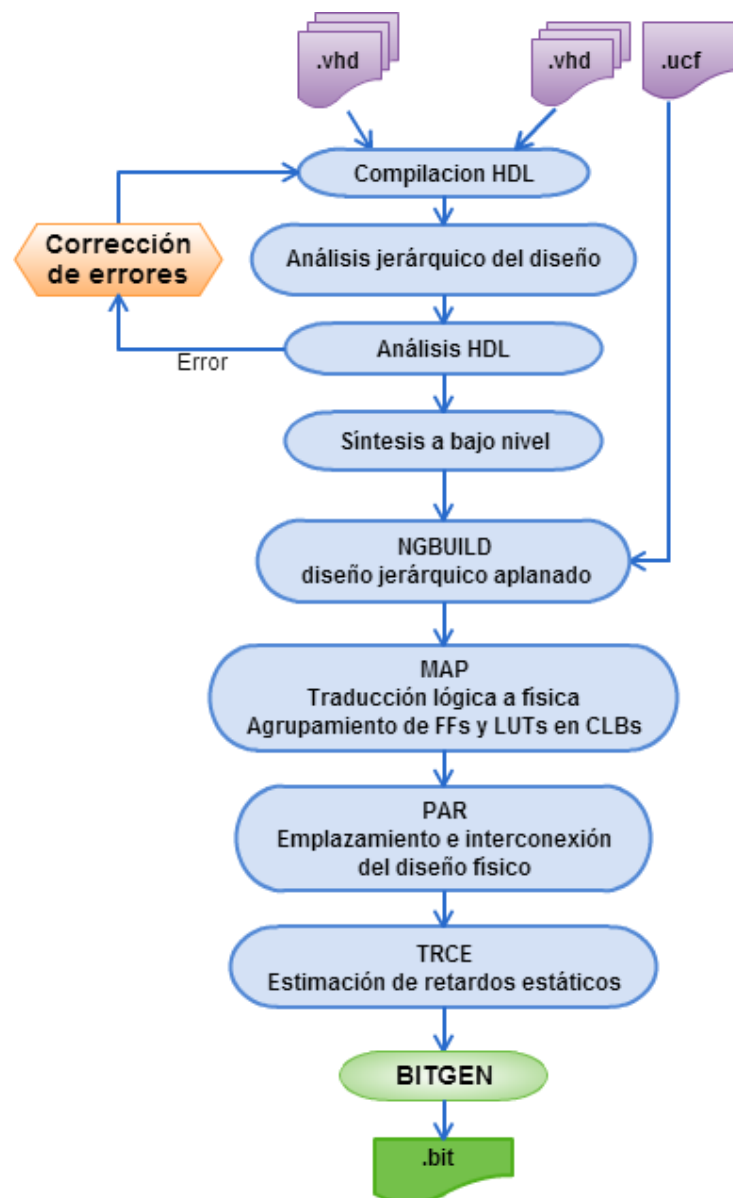 .vhd
.vhd
.ucf
Compilacion HDL
Corrección
de errores
Análisis jerárquico del diseño
Análisis HDL
Error
Síntesis a bajo nivel
NGBUILD
diseño jerárquico aplanado
MAP
Traducción lógica a física
Agrupamiento de FFs y LUTs en CLBs
PAR
Emplazamiento e interconexión
del diseño físico
TRCE
Estimación de retardos estáticos
BITGEN
.bit